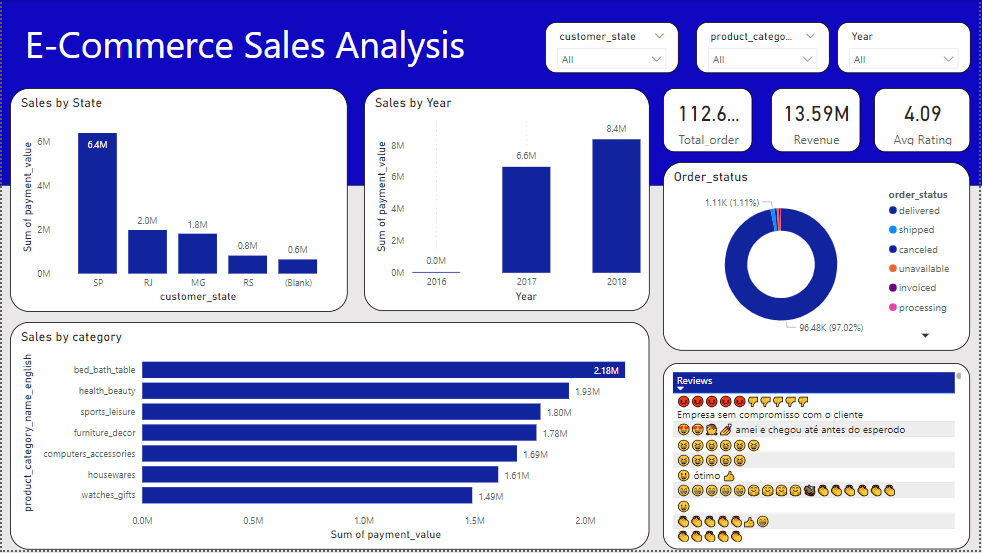 E-Commerce Sales Analysis
customer_state
All
product_catego...
All
Year
All
Sales by State
Sum of payment_value
6M
4M
2M
0M
6.4M
2.0M
1.8M
0.8M
0.6M
SP
RJ
MG
RS
(Blank)
customer_state
Sales by Year
Sum of payment_value
8M
6M
4M
2M
0M
0.0M
6.6M
8.4M
2016
2017
2018
Year
112.6...
Total_order
13.59M
Revenue
4.09
Avg Rating
Order_status
1.11K (1.11%)
96.48K (97.02%)
order_status
delivered
shipped
canceled
unavailable
invoiced
processing
Sales by category
product_category_name_english
bed_bath_table
2.18M
health_beauty
1.93M
sports_leisure
1.80M
furniture_decor
1.78M
computers_accessories
1.69M
housewares
1.61M
watches_gifts
1.49M
0.0M
0.5M
1.0M
1.5M
2.0M
Sum of payment_value
Reviews
Empresa sem compromisso com o cliente
amei e chegou até antes do esperodo
ótimo